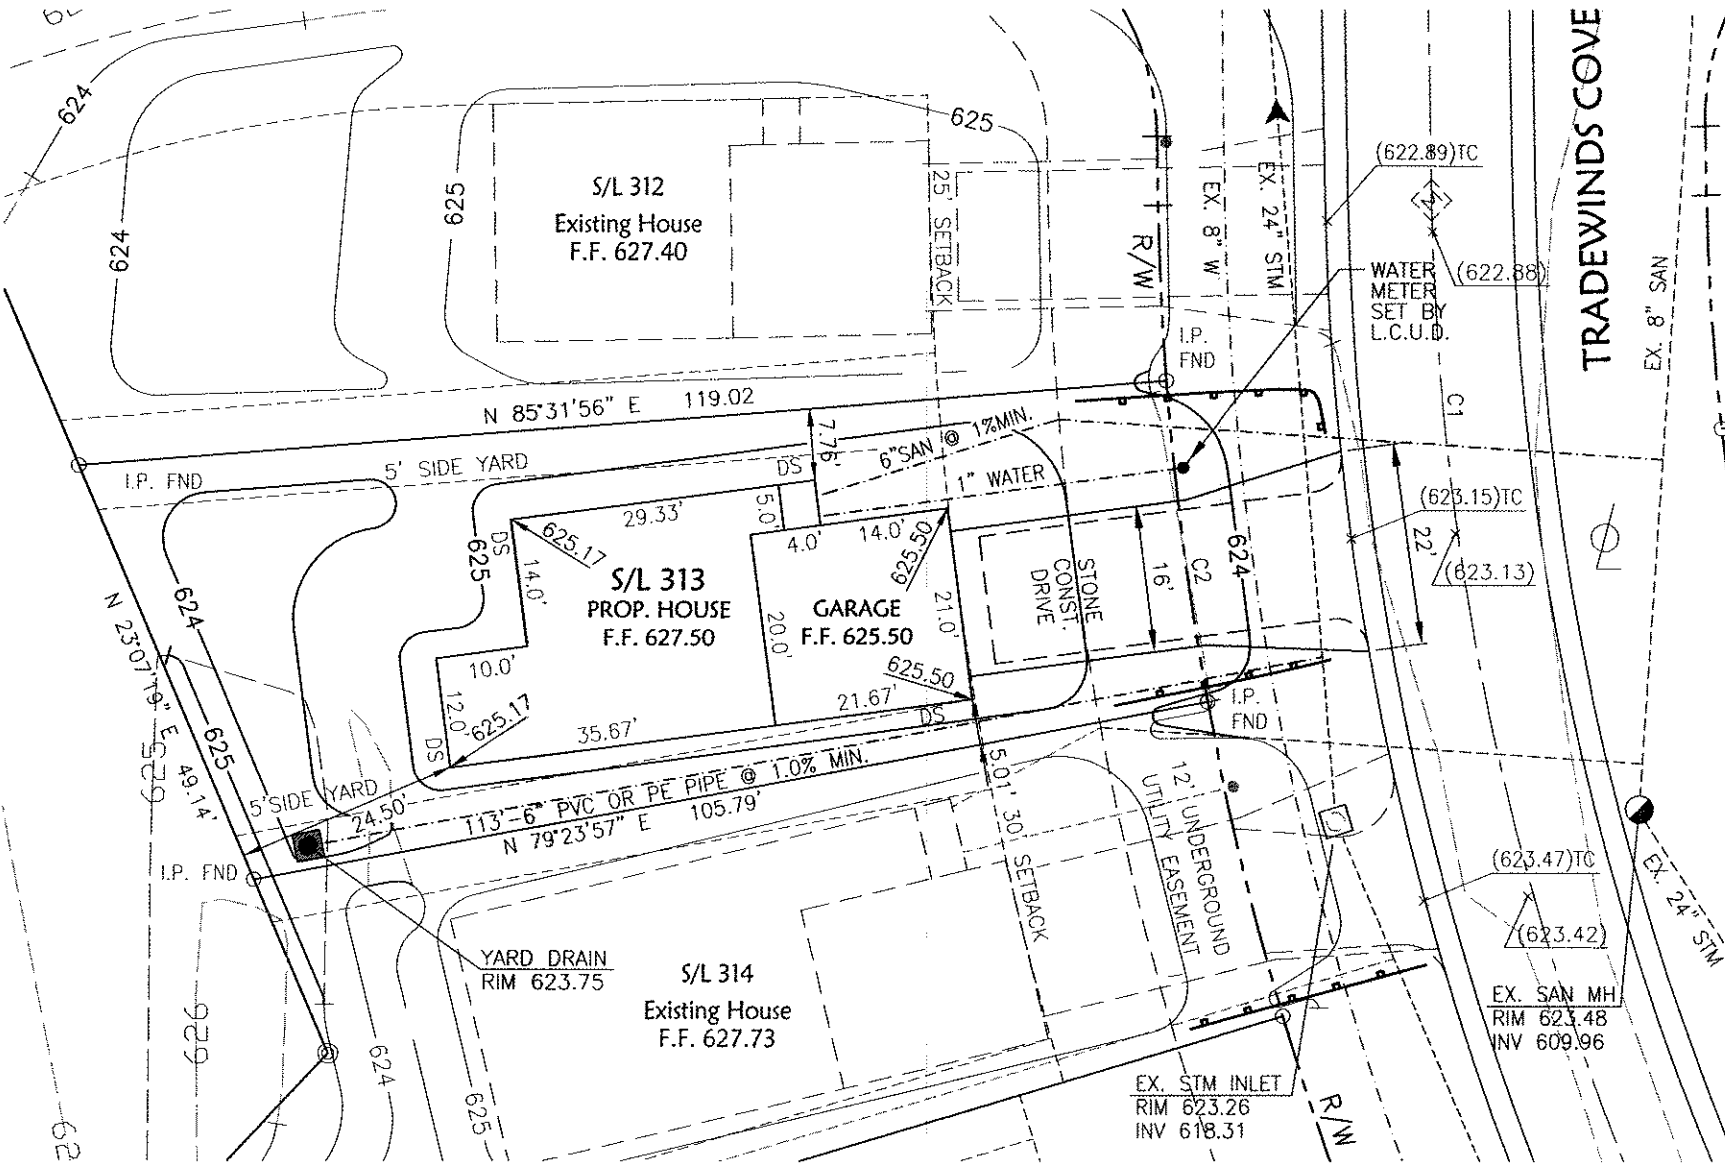 624
624
625
625
S/L 312
Existing House
F.F. 627.40
25' SETBACK
R/W
EX. 8" W
EX. 24" STM
(622.89)TC
(622.88)
WATER
METER
SET BY
L.C.U.D.
TRADEWINDS COVE
EX. 8" SAN
I.P.
FND
C1
N 85°31'56" E 119.02
I.P. FND
5' SIDE YARD
7.76'
DS
6"SAN @ 1%MIN.
1" WATER
29.33'
5.0'
4.0'
14.0'
625.17
DS
625
14.0'
S/L 313
PROP. HOUSE
F.F. 627.50
GARAGE
F.F. 625.50
625.50
21.0'
20.0'
STONE
CONST.
DRIVE
16'
C2
624
22'
(623.15)TC
(623.13)
624
N 23°07'19" E 49.14'
625
625
10.0'
12.0'
625.17
DS
35.67'
21.67'
625.50
DS
I.P.
FND
5'SIDE YARD
24.50'
113'-6" PVC OR PE PIPE @ 1.0% MIN.
N 79°23'57" E 105.79'
5.01'
30' SETBACK
12' UNDERGROUND
UTILITY EASEMENT
I.P. FND
YARD DRAIN
RIM 623.75
S/L 314
Existing House
F.F. 627.73
(623.47)TC
(623.42)
EX. 24" STM
EX. SAN MH
RIM 623.48
INV 609.96
EX. STM INLET
RIM 623.26
INV 618.31
R/W
626
624
625